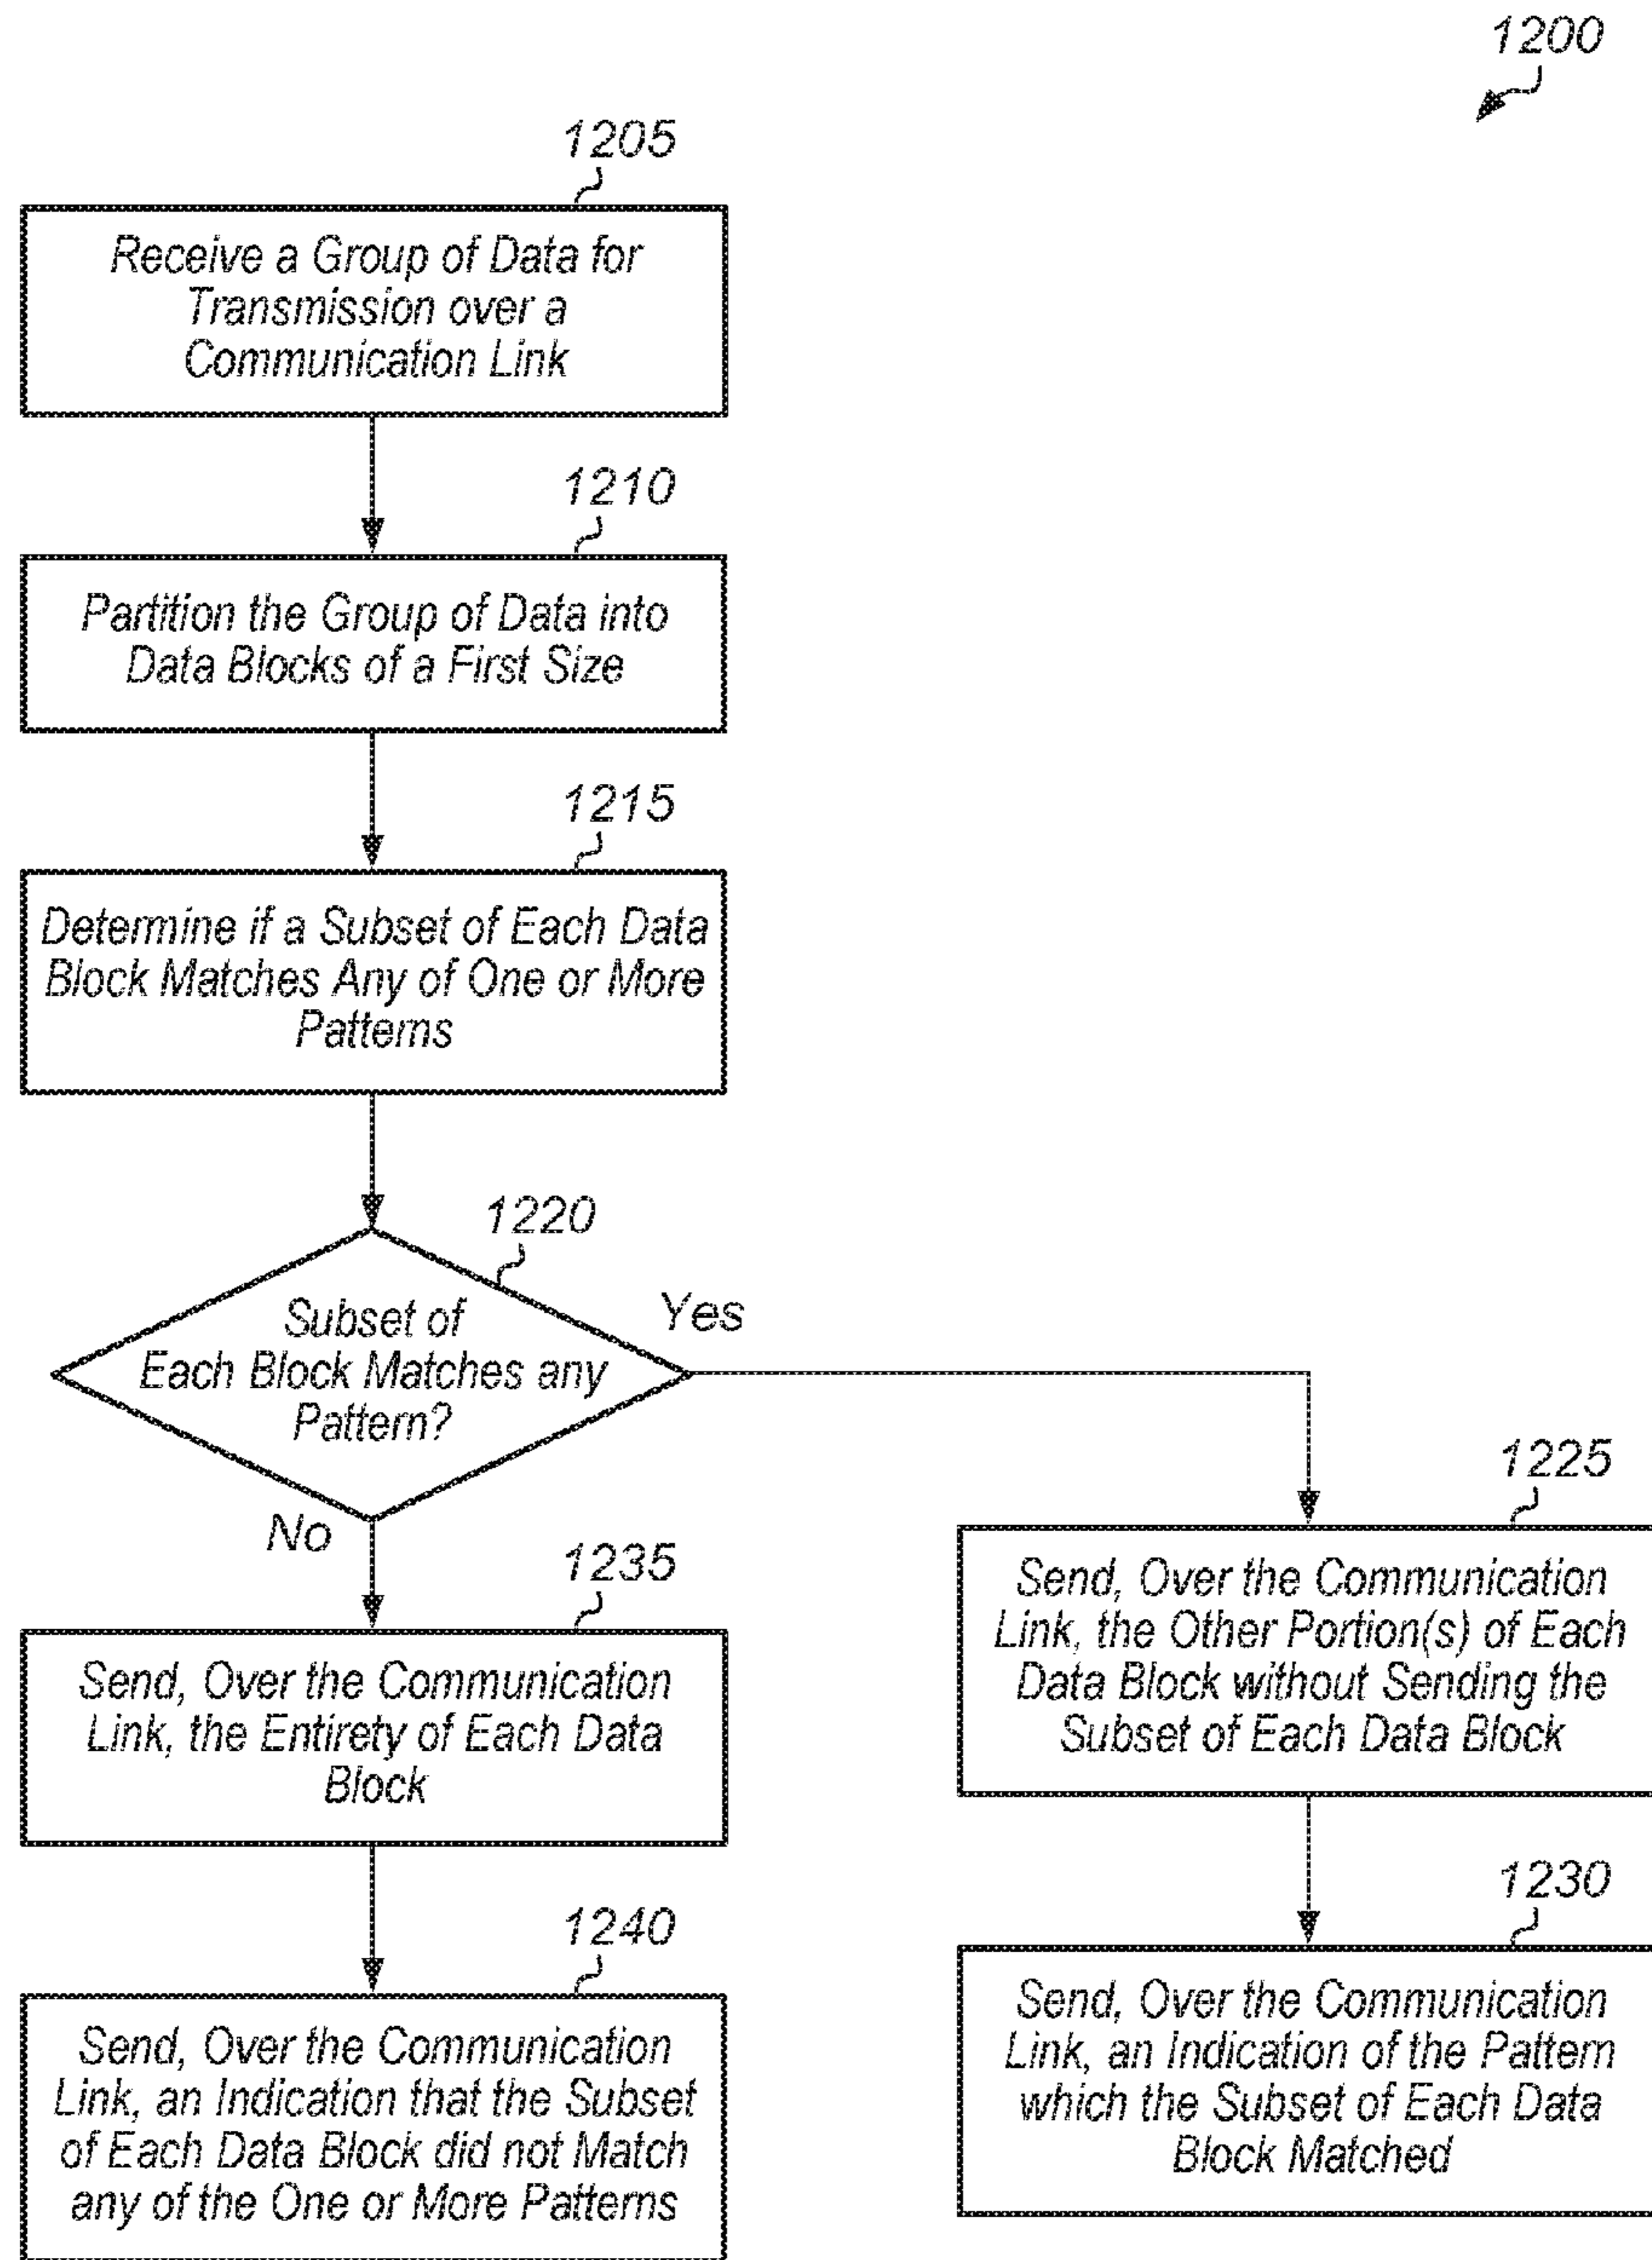 1200
1205
Receive a Group of Data for
Transmission over a
Communication Link
1210
Partition the Group of Data into
Data Blocks of a First Size
1215
Determine if a Subset of Each Data
Block Matches Any of One or More
Patterns
1220
Subset of
Each Block Matches any
Pattern?
Yes
No
1225
Send, Over the Communication
Link, the Other Portion(s) of Each
Data Block without Sending the
Subset of Each Data Block
1230
Send, Over the Communication
Link, an Indication of the Pattern
which the Subset of Each Data
Block Matched
1235
Send, Over the Communication
Link, the Entirety of Each Data
Block
1240
Send, Over the Communication
Link, an Indication that the Subset
of Each Data Block did not Match
any of the One or More Patterns